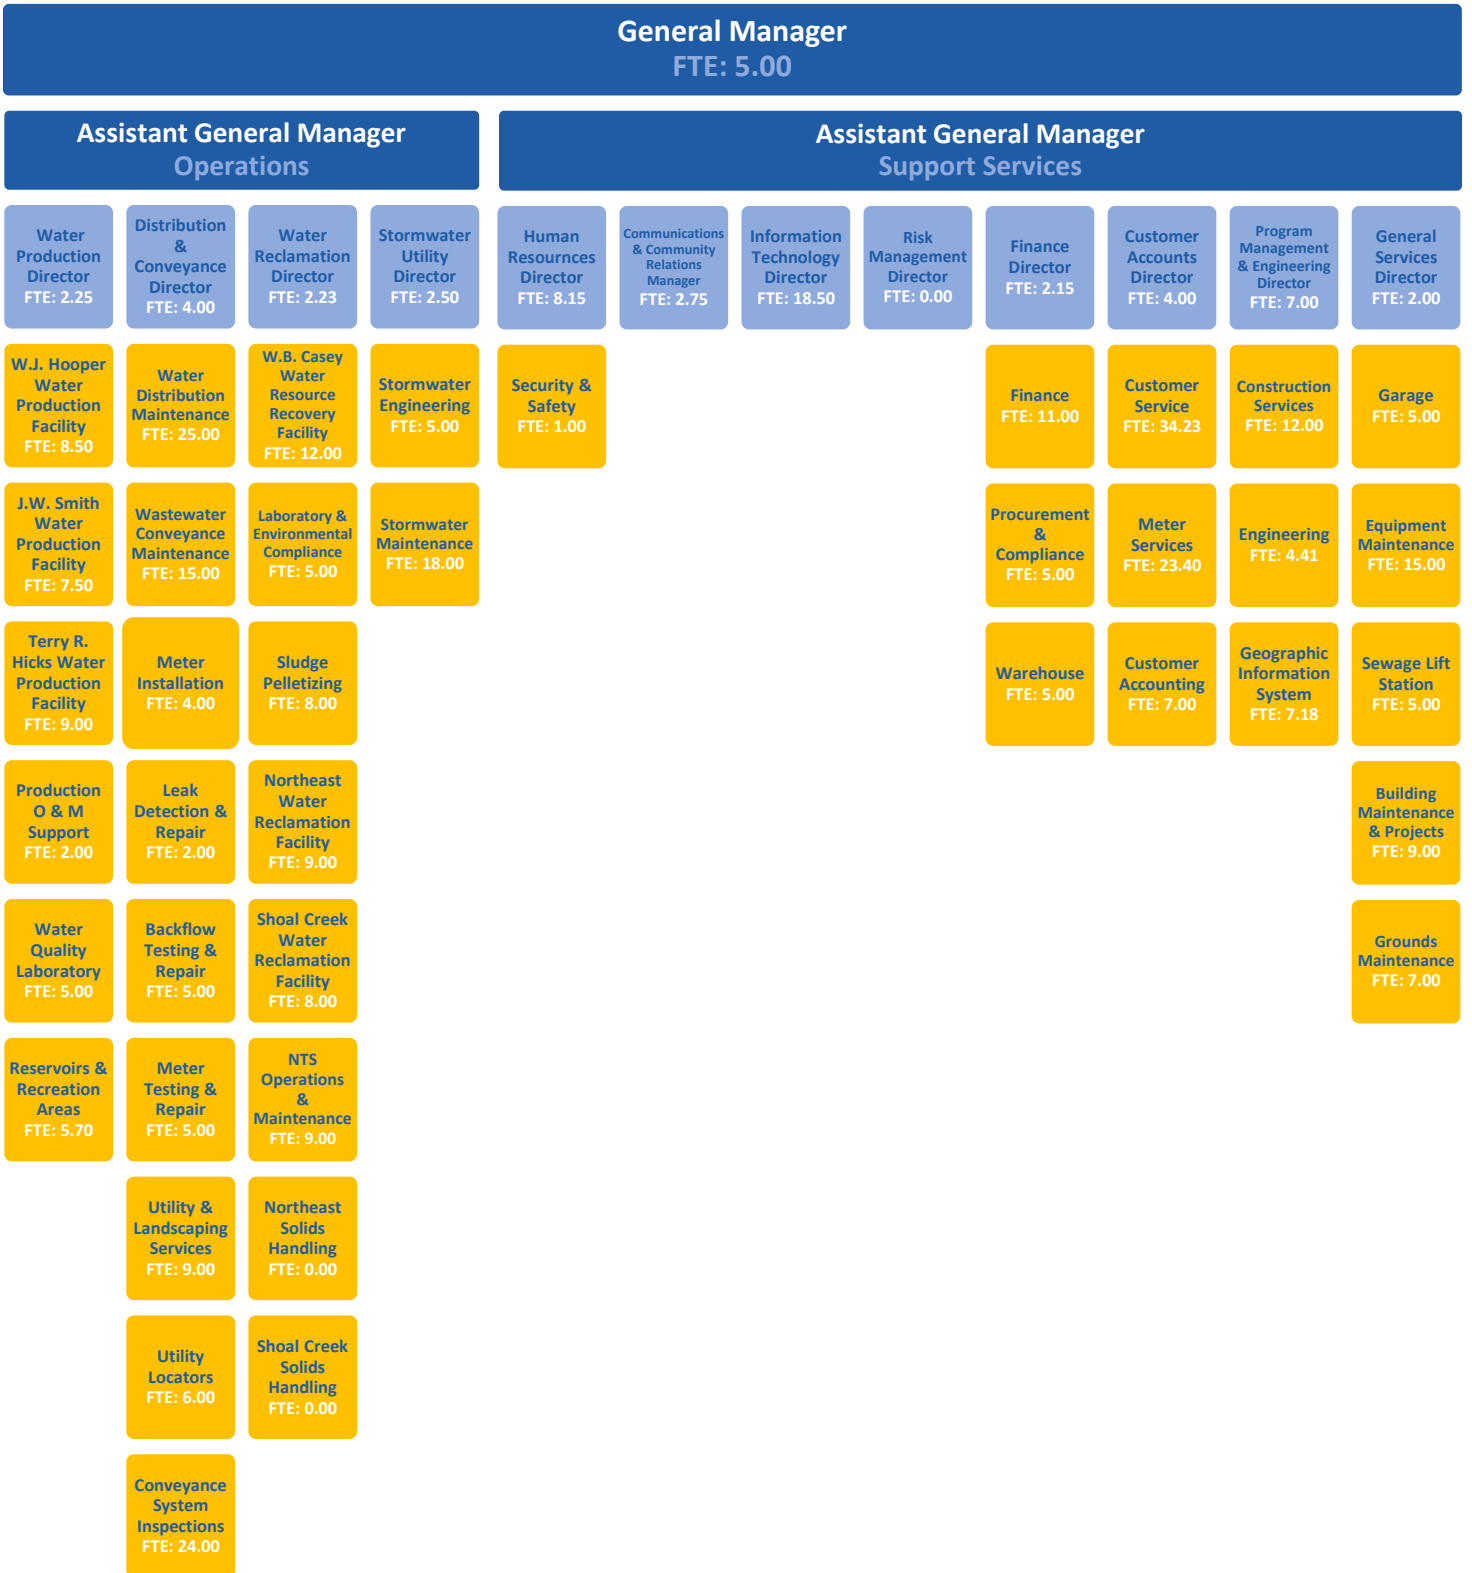 General Manager
FTE: 5.00
Assistant General Manager
Operations
Assistant General Manager
Support Services
Water
Production
Director
FTE: 2.25
Distribution
&
Conveyance
Director
FTE: 4.00
Water
Reclamation
Director
FTE: 2.23
Stormwater
Utility
Director
FTE: 2.50
Human
Resournces
Director
FTE: 8.15
Communications
& Community
Relations
Manager
FTE: 2.75
Information
Technology
Director
FTE: 18.50
Risk
Management
Director
FTE: 0.00
Finance
Director
FTE: 2.15
Customer
Accounts
Director
FTE: 4.00
Program
Management
& Engineering
Director
FTE: 7.00
General
Services
Director
FTE: 2.00
W.J. Hooper
Water
Production
Facility
FTE: 8.50
Water
Distribution
Maintenance
FTE: 25.00
W.B. Casey
Water
Resource
Recovery
Facility
FTE: 12.00
Stormwater
Engineering
FTE: 5.00
Security &
Safety
FTE: 1.00
Finance
FTE: 11.00
Customer
Service
FTE: 34.23
Construction
Services
FTE: 12.00
Garage
FTE: 5.00
J.W. Smith
Water
Production
Facility
FTE: 7.50
Wastewater
Conveyance
Maintenance
FTE: 15.00
Laboratory &
Environmental
Compliance
FTE: 5.00
Stormwater
Maintenance
FTE: 18.00
Procurement
&
Compliance
FTE: 5.00
Meter
Services
FTE: 23.40
Engineering
FTE: 4.41
Equipment
Maintenance
FTE: 15.00
Terry R.
Hicks Water
Production
Facility
FTE: 9.00
Meter
Installation
FTE: 4.00
Sludge
Pelletizing
FTE: 8.00
Warehouse
FTE: 5.00
Customer
Accounting
FTE: 7.00
Geographic
Information
System
FTE: 7.18
Sewage Lift
Station
FTE: 5.00
Production
O & M
Support
FTE: 2.00
Leak
Detection &
Repair
FTE: 2.00
Northeast
Water
Reclamation
Facility
FTE: 9.00
Building
Maintenance
& Projects
FTE: 9.00
Water
Quality
Laboratory
FTE: 5.00
Backflow
Testing &
Repair
FTE: 5.00
Shoal Creek
Water
Reclamation
Facility
FTE: 8.00
Grounds
Maintenance
FTE: 7.00
Reservoirs &
Recreation
Areas
FTE: 5.70
Meter
Testing &
Repair
FTE: 5.00
NTS
Operations
&
Maintenance
FTE: 9.00
Utility &
Landscaping
Services
FTE: 9.00
Northeast
Solids
Handling
FTE: 0.00
Utility
Locators
FTE: 6.00
Shoal Creek
Solids
Handling
FTE: 0.00
Conveyance
System
Inspections
FTE: 24.00